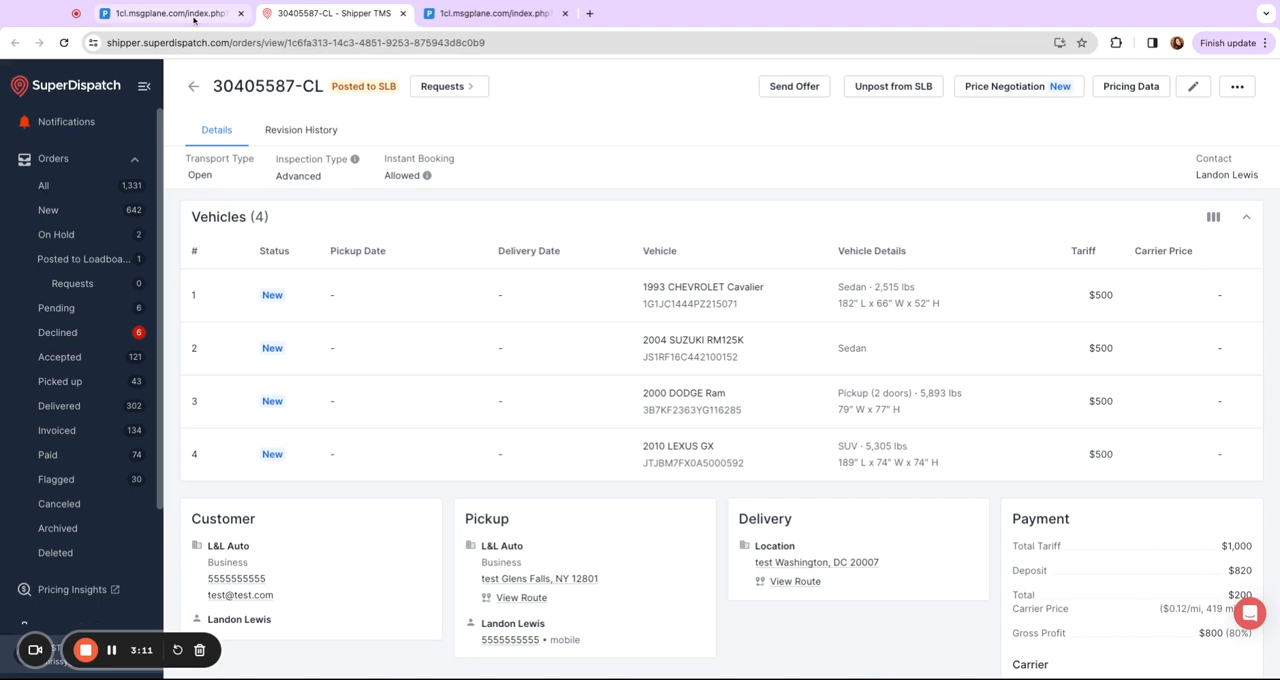 1cl.msgplane.com/index.php?
30405587-CL - Shipper TMS
1cl.msgplane.com/index.php?
shipper.superdispatch.com/orders/view/1c6fa313-14c3-4851-9253-875943d8c0b9
Finish update
SUPERDISPATCH
Notifications
Orders
All 1,331
New 642
On Hold 2
Posted to Loadboa... 1
Requests 0
Pending 6
Declined 6
Accepted 121
Picked up 43
Delivered 302
Invoiced 134
Paid 74
Flagged 30
Canceled
Archived
Deleted
Pricing Insights
3:11
30405587-CL Posted to SLB Requests
Send Offer Unpost from SLB Price Negotiation New Pricing Data
Details Revision History
Transport Type Inspection Type Instant Booking Contact
Open Advanced Allowed Landon Lewis
Vehicles (4)
# Status Pickup Date Delivery Date Vehicle Vehicle Details Tariff Carrier Price
1 New - - 1993 CHEVROLET Cavalier Sedan · 2,515 lbs $500 -
1G1JC1444PZ215071 182" L x 66" W x 52" H
2 New - - 2004 SUZUKI RM125K Sedan $500 -
JS1RF16C442100152
3 New - - 2000 DODGE Ram Pickup (2 doors) · 5,893 lbs $500 -
3B7KF2363YG116285 79" W x 77" H
4 New - - 2010 LEXUS GX SUV · 5,305 lbs $500 -
JTJBM7FX0A5000592 189" L x 74" W x 74" H
Customer
L&L Auto
Business
5555555555
test@test.com
Landon Lewis
Pickup
L&L Auto
Business
test Glens Falls, NY 12801
View Route
Landon Lewis
5555555555 • mobile
Delivery
Location
test Washington, DC 20007
View Route
Payment
Total Tariff $1,000
Deposit $820
Total $200
Carrier Price ($0.12/mi, 419
Gross Profit $800 (80%)
Carrier